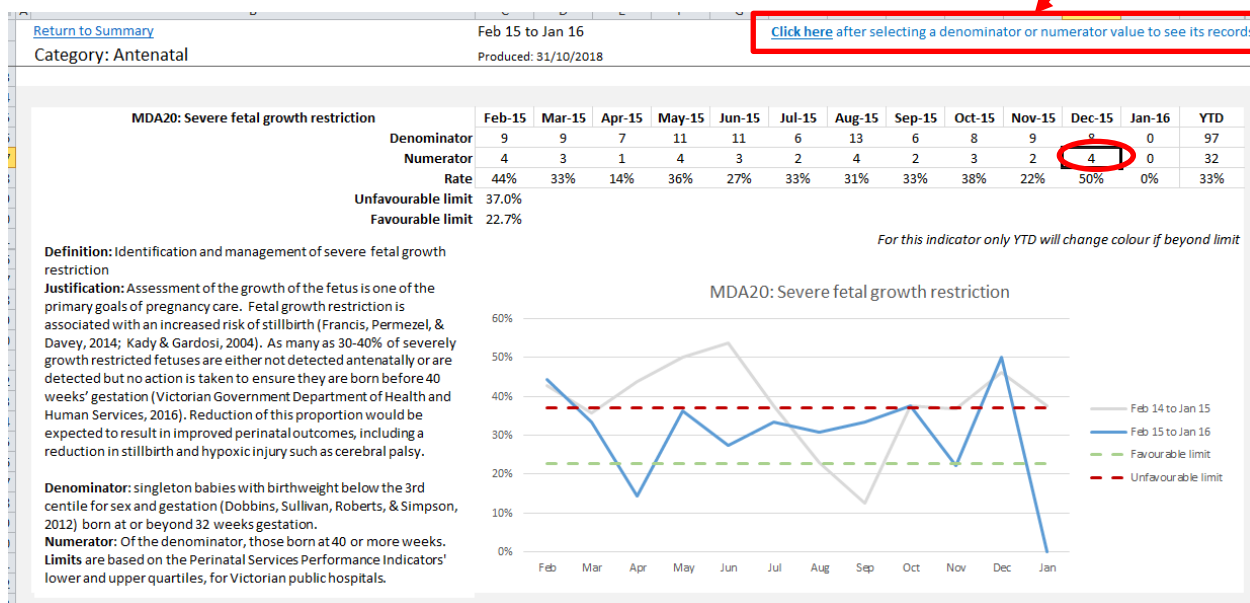 Return to Summary Feb 15 to Jan 16 Click here after selecting a denominator or numerator value to see its records
Category: Antenatal Produced: 31/10/2018
MDA20: Severe fetal growth restriction Feb-15 Mar-15 Apr-15 May-15 Jun-15 Jul-15 Aug-15 Sep-15 Oct-15 Nov-15 Dec-15 Jan-16 YTD
Denominator 9 9 7 11 11 6 13 6 8 9 8 0 97
Numerator 4 3 1 4 3 2 4 2 3 2 4 0 32
Rate 44% 33% 14% 36% 27% 33% 31% 33% 38% 22% 50% 0% 33%
Unfavourable limit 37.0%
Favourable limit 22.7%
For this indicator only YTD will change colour if beyond limit
Definition: Identification and management of severe fetal growth
restriction
Justification: Assessment of the growth of the fetus is one of the
primary goals of pregnancy care. Fetal growth restriction is
associated with an increased risk of stillbirth (Francis, Permezel, &
Davey, 2014; Kady & Gardosi, 2004). As many as 30-40% of severely
growth restricted fetuses are either not detected antenatally or are
detected but no action is taken to ensure they are born before 40
weeks' gestation (Victorian Government Department of Health and
Human Services, 2016). Reduction of this proportion would be
expected to result in improved perinatal outcomes, including a
reduction in stillbirth and hypoxic injury such as cerebral palsy.
Denominator: singleton babies with birthweight below the 3rd
centile for sex and gestation (Dobbins, Sullivan, Roberts, & Simpson,
2012) born at or beyond 32 weeks gestation.
Numerator: Of the denominator, those born at 40 or more weeks.
Limits are based on the Perinatal Services Performance Indicators'
lower and upper quartiles, for Victorian public hospitals.
MDA20: Severe fetal growth restriction
60%
50%
40%
30%
20%
10%
0%
Feb Mar Apr May Jun Jul Aug Sep Oct Nov Dec Jan
Feb 14 to Jan 15
Feb 15 to Jan 16
Favourable limit
Unfavourable limit